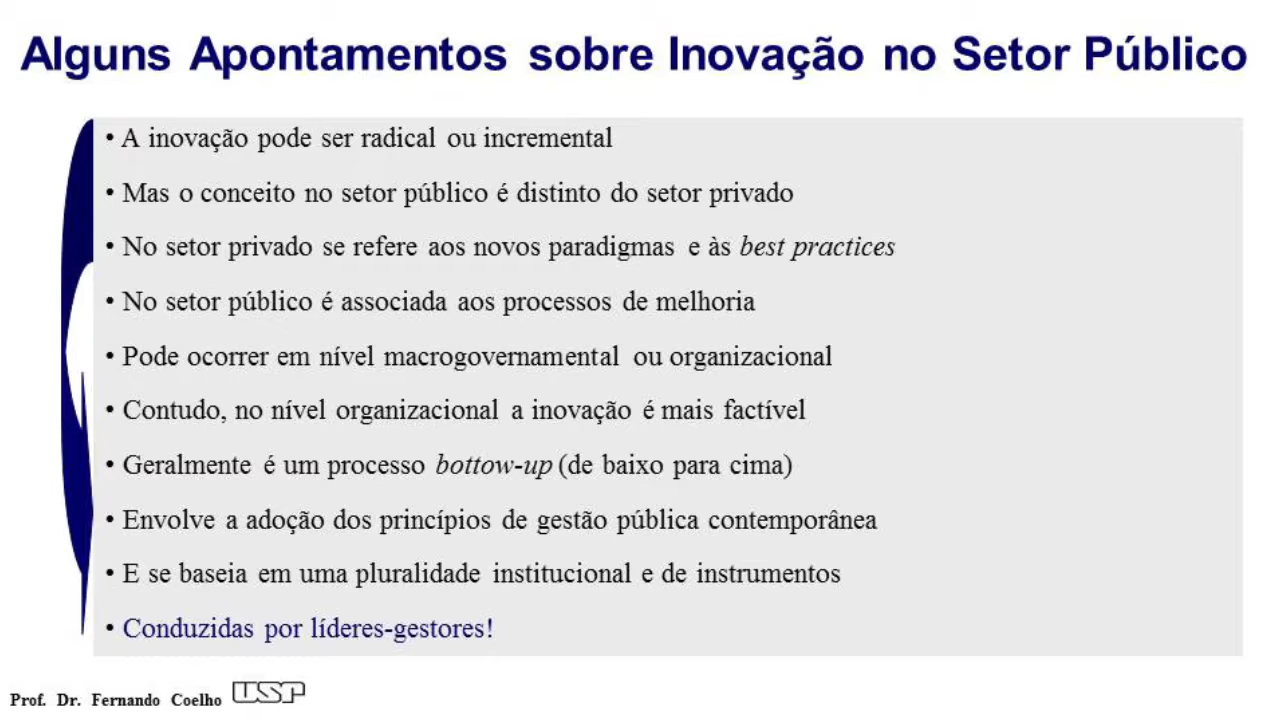 Alguns Apontamentos sobre Inovação no Setor Público
• A inovação pode ser radical ou incremental
• Mas o conceito no setor público é distinto do setor privado
• No setor privado se refere aos novos paradigmas e às best practices
• No setor público é associada aos processos de melhoria
• Pode ocorrer em nível macrogovernamental ou organizacional
• Contudo, no nível organizacional a inovação é mais factível
• Geralmente é um processo bottow-up (de baixo para cima)
• Envolve a adoção dos princípios de gestão pública contemporânea
• E se baseia em uma pluralidade institucional e de instrumentos
• Conduzidas por líderes-gestores!
Prof. Dr. Fernando Coelho USP